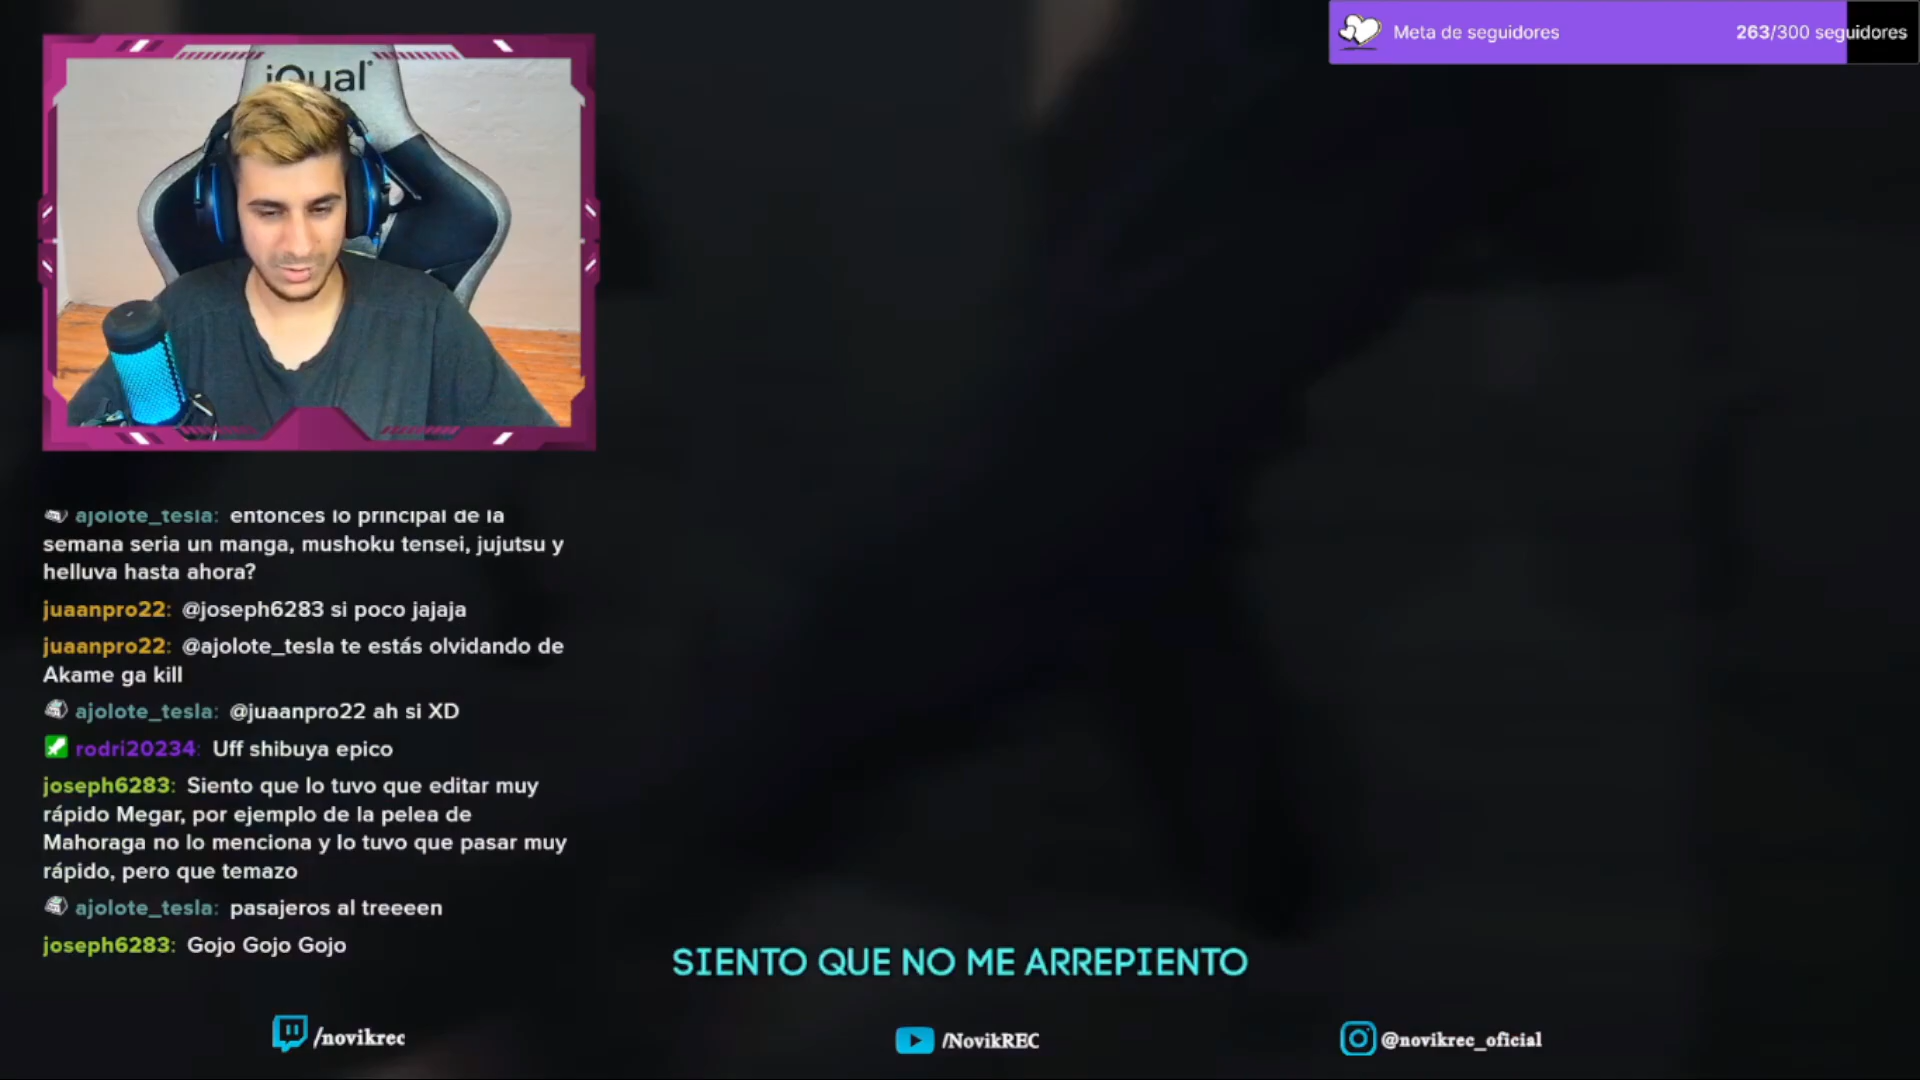 Meta de seguidores
263/300 seguidores
iQual
ajolote_tesla: entonces lo principal de la
semana seria un manga, mushoku tensei, jujutsu y
helluva hasta ahora?
juaanpro22: @joseph6283 si poco jajaja
juaanpro22: @ajolote_tesla te estás olvidando de
Akame ga kill
ajolote_tesla: @juaanpro22 ah si XD
rodri20234: Uff shibuya epico
joseph6283: Siento que lo tuvo que editar muy
rápido Megar, por ejemplo de la pelea de
Mahoraga no lo menciona y lo tuvo que pasar muy
rápido, pero que temazo
ajolote_tesla: pasajeros al treeeen
joseph6283: Gojo Gojo Gojo
SIENTO QUE NO ME ARREPIENTO
/novikrec
/NovikREC
@novikrec_oficial